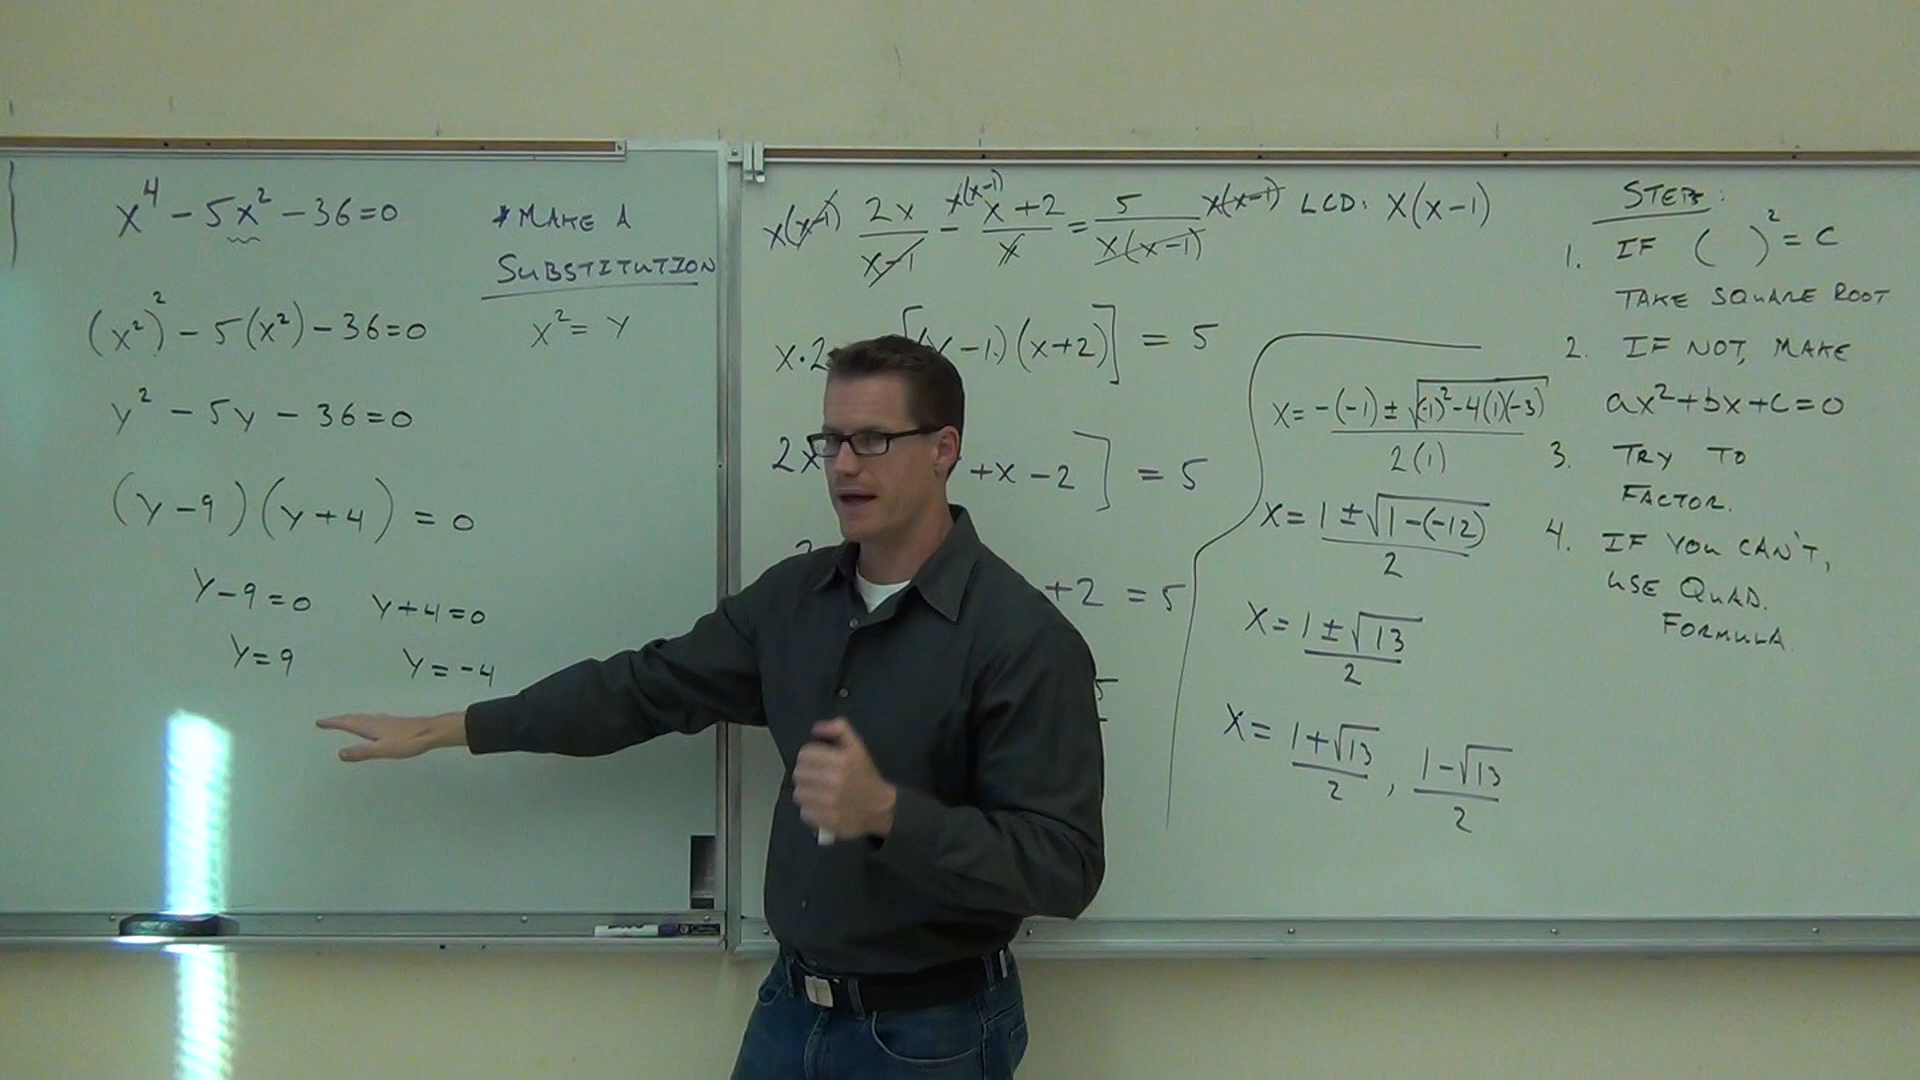 x⁴ - 5x² - 36 = 0
* MAKE A
SUBSTITUTION
x² = y
(x²)² - 5(x²) - 36 = 0
y² - 5y - 36 = 0
(y - 9)(y + 4) = 0
y - 9 = 0    y + 4 = 0
y = 9    y = -4
x(x-1) 2x/(x-1) - x(x-1) (x+2)/x = 5/(x(x-1)) x(x-1)  LCD: x(x-1)
x·2 [(x-1)(x+2)] = 5
2x +x - 2] = 5
+2 = 5
x = (-(-1) ± √((-1)² - 4(1)(-3)))/(2(1))
x = (1 ± √(1-(-12)))/2
x = (1 ± √13)/2
x = (1+√13)/2, (1-√13)/2
STEPS:
1. IF ( )² = C
TAKE SQUARE ROOT
2. IF NOT, MAKE
ax² + bx + c = 0
3. TRY TO
FACTOR.
4. IF YOU CAN'T,
USE QUAD.
FORMULA.